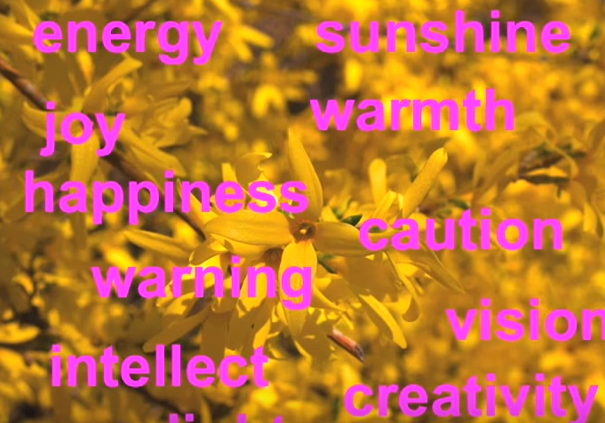 energy sunshine
joy warmth
happiness
caution
warning
vision
intellect
creativity